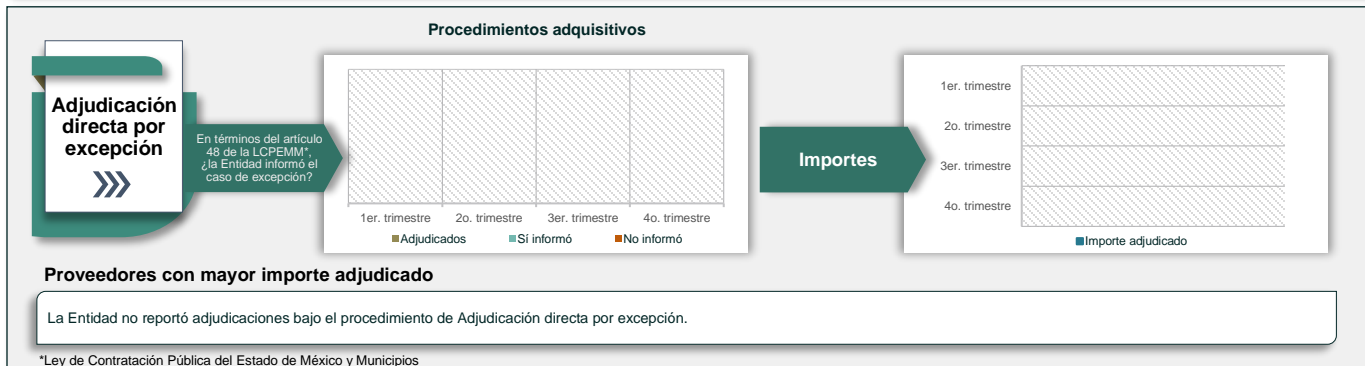 Procedimientos adquisitivos
Adjudicación
directa por
excepción
En términos del artículo
48 de la LCPEMM*,
¿la Entidad informó el
caso de excepción?
1er. trimestre 2o. trimestre 3er. trimestre 4o. trimestre
Adjudicados Sí informó No informó
Importes
1er. trimestre
2o. trimestre
3er. trimestre
4o. trimestre
Importe adjudicado
Proveedores con mayor importe adjudicado
La Entidad no reportó adjudicaciones bajo el procedimiento de Adjudicación directa por excepción.
*Ley de Contratación Pública del Estado de México y Municipios